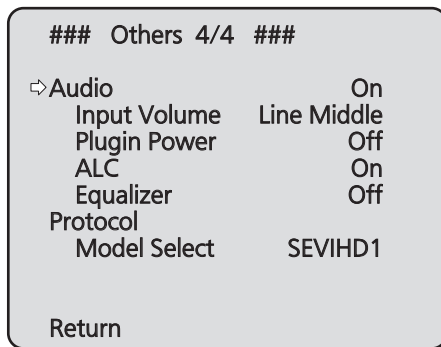 ### Others 4/4 ###
⇨Audio On
Input Volume Line Middle
Plugin Power Off
ALC On
Equalizer Off
Protocol
Model Select SEVIHD1
Return